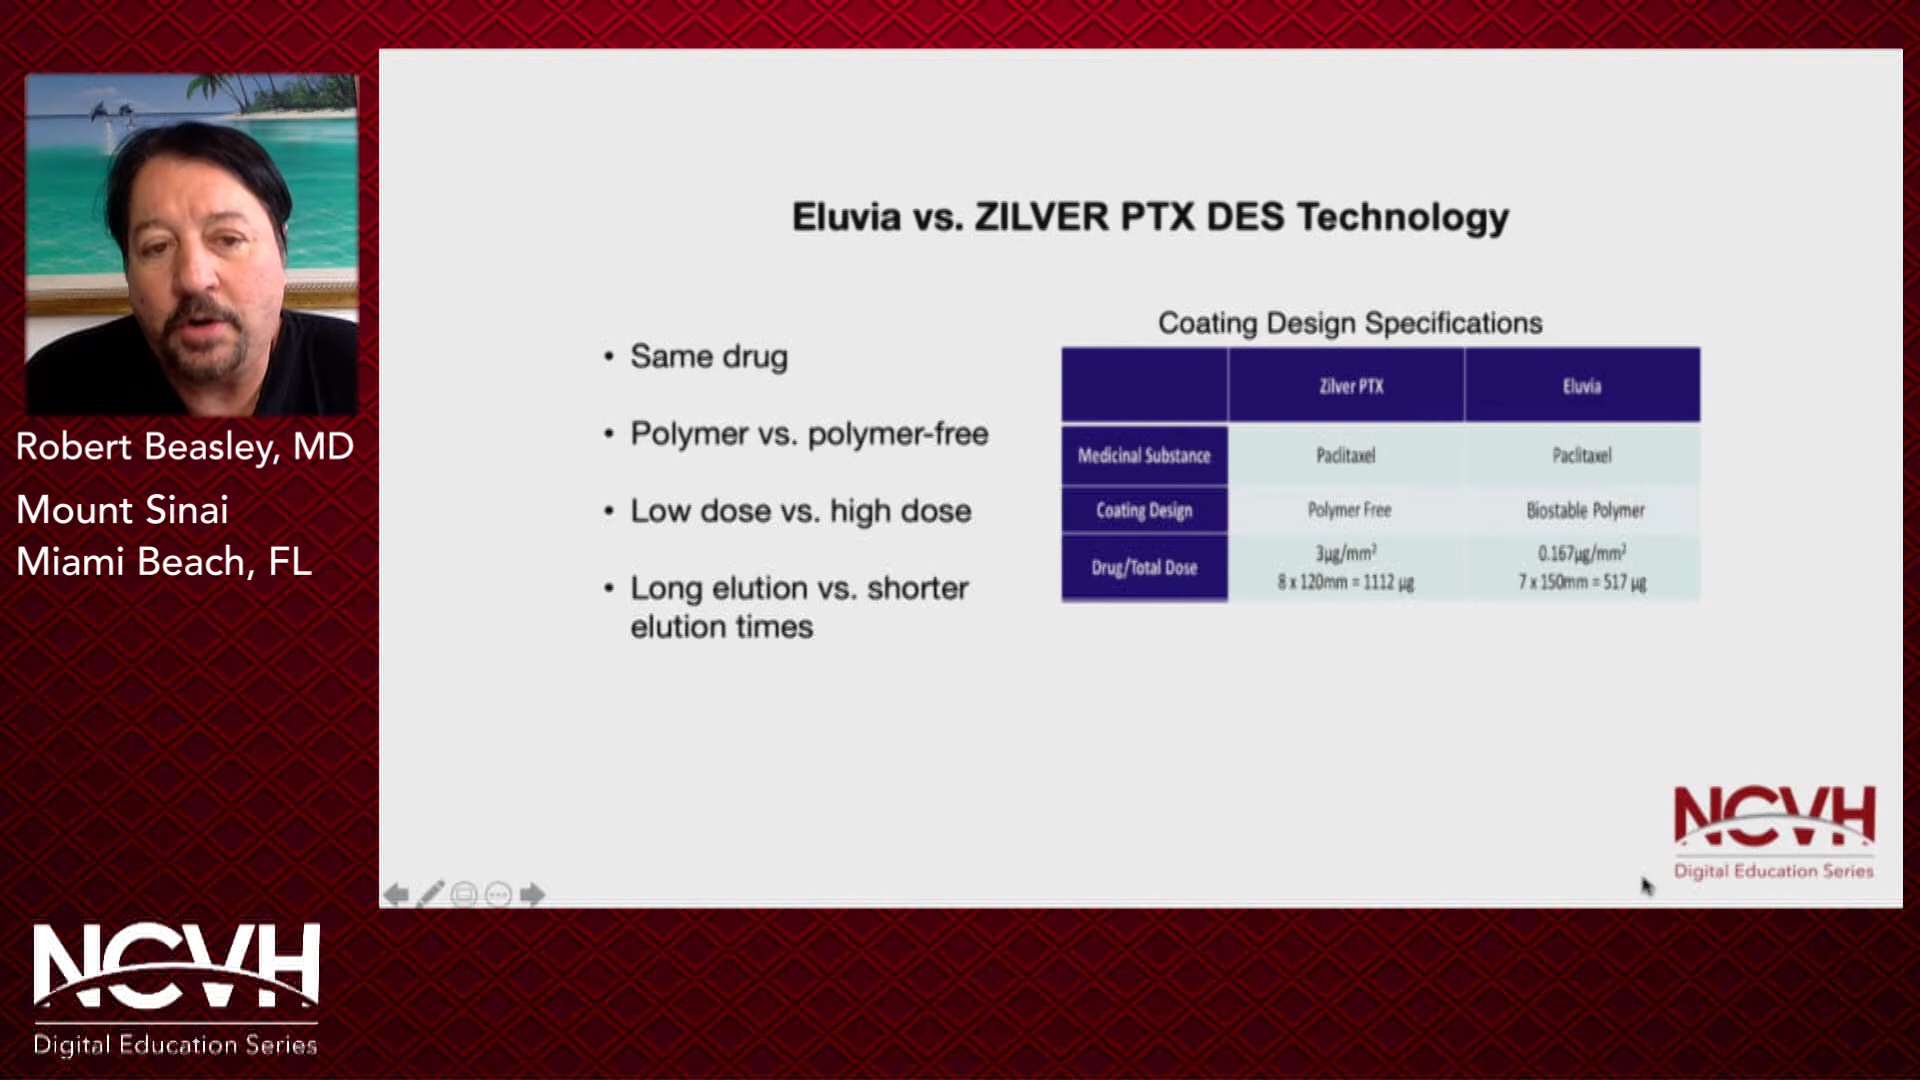 Robert Beasley, MD
Mount Sinai
Miami Beach, FL
NCVH
Digital Education Series
Eluvia vs. ZILVER PTX DES Technology
• Same drug
• Polymer vs. polymer-free
• Low dose vs. high dose
• Long elution vs. shorter
elution times
Coating Design Specifications
Zilver PTX Eluvia
Medicinal Substance Paclitaxel Paclitaxel
Coating Design Polymer Free Biostable Polymer
Drug/Total Dose 3µg/mm² 0.167µg/mm²
8 x 120mm = 1112 µg 7 x 150mm = 517 µg
NCVH
Digital Education Series